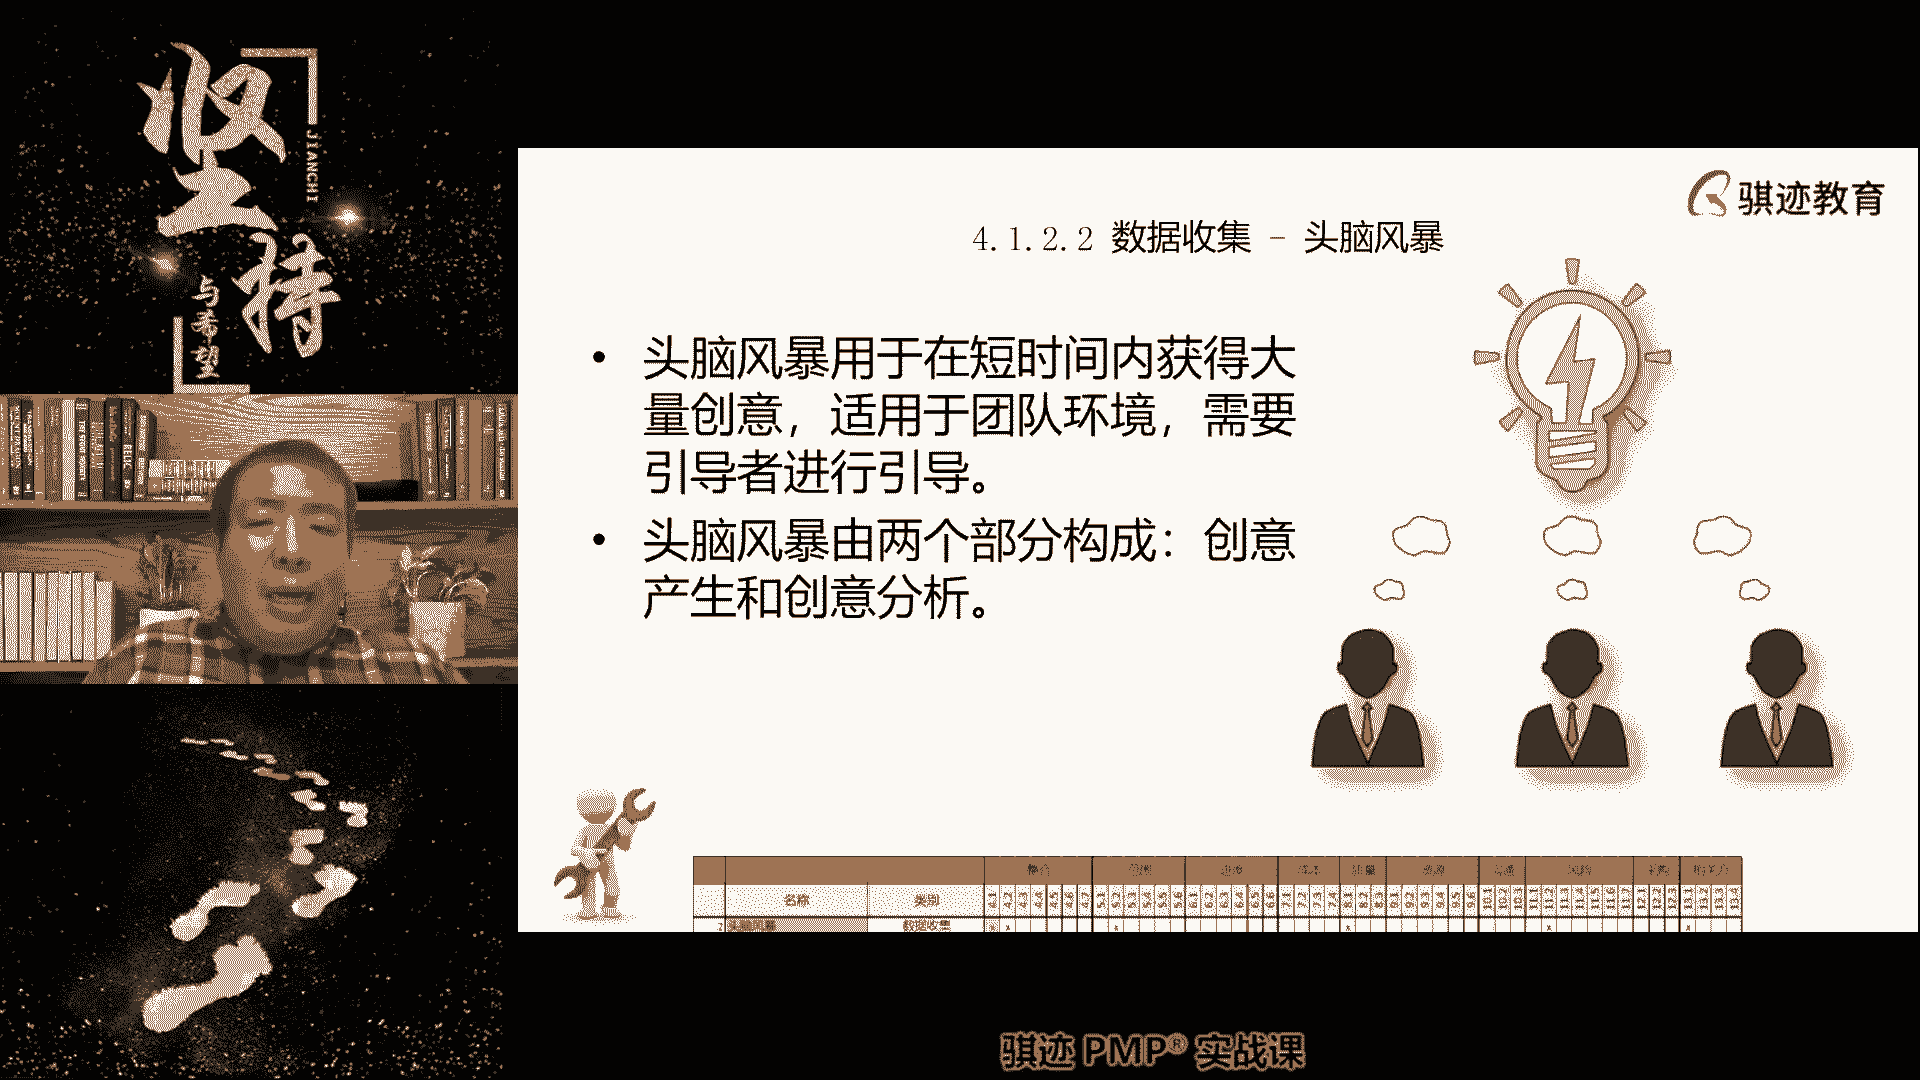 坚持
JIANCHI
与希望
骐迹教育
4.1.2.2 数据收集 - 头脑风暴
• 头脑风暴用于在短时间内获得大
量创意，适用于团队环境，需要
引导者进行引导。
• 头脑风暴由两个部分构成：创意
产生和创意分析。
名称 类别
头脑风暴 数据收集
骐迹 PMP® 实战课